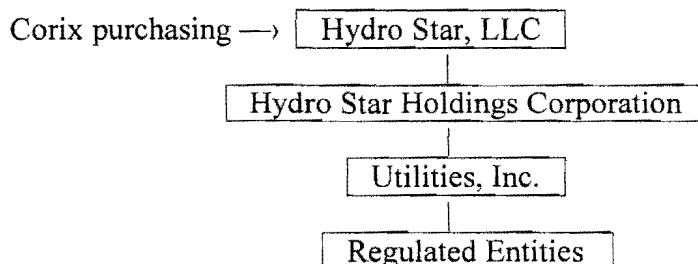 Corix purchasing → Hydro Star, LLC
Hydro Star Holdings Corporation
Utilities, Inc.
Regulated Entities